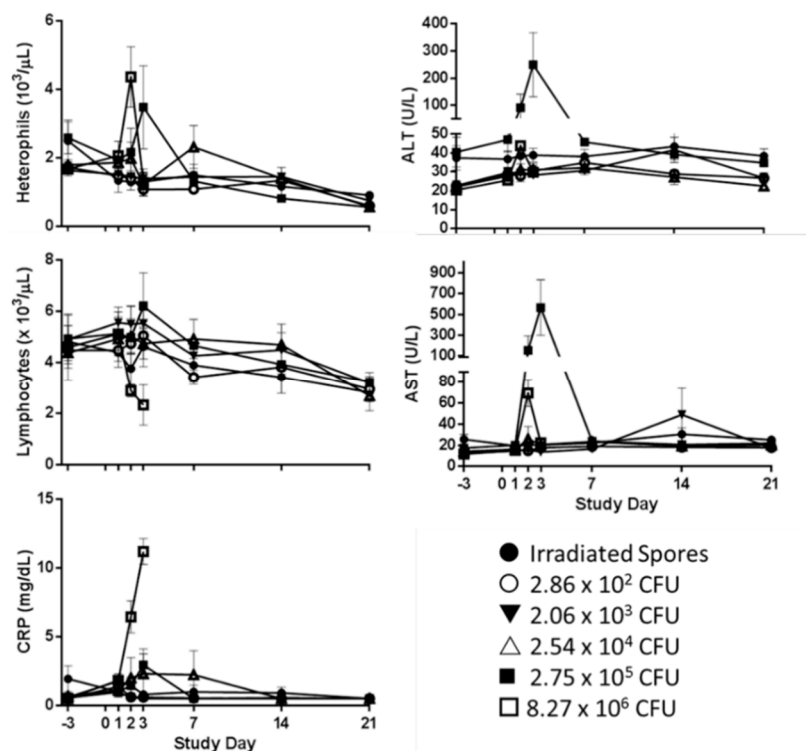 Heterophils (10³/µL)
6
4
2
0
ALT (U/L)
400
300
200
100
50
40
30
20
10
0
Lymphocytes (x 10³/µL)
8
6
4
2
0
AST (U/L)
900
700
500
300
100
80
60
40
20
0
-3 0 1 2 3 7 14 21
Study Day
CRP (mg/dL)
15
10
5
0
-3 0 1 2 3 7 14 21
Study Day
Irradiated Spores
2.86 x 10² CFU
2.06 x 10³ CFU
2.54 x 10⁴ CFU
2.75 x 10⁵ CFU
8.27 x 10⁶ CFU